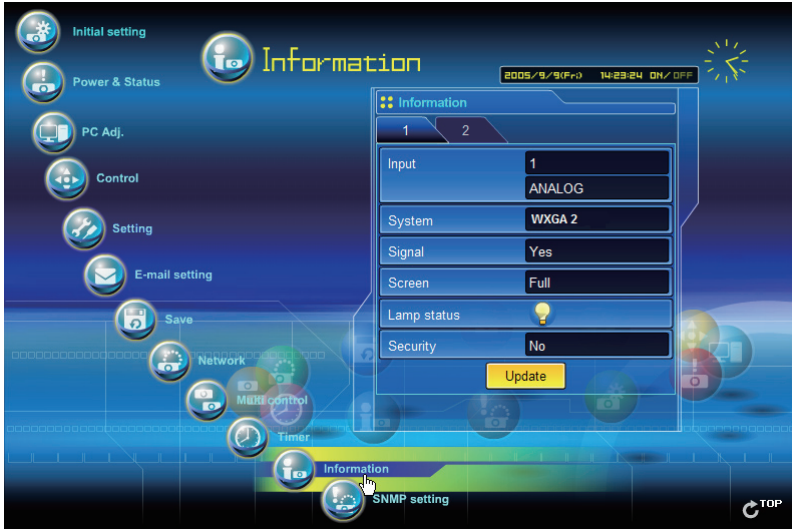 Initial setting
Power & Status
PC Adj.
Control
Setting
E-mail setting
Save
Network
Multi control
Timer
Information
SNMP setting
Information
2005/9/9(Fri) 14:23:24 ON/OFF
Information
1 2
Input 1
ANALOG
System WXGA 2
Signal Yes
Screen Full
Lamp status
Security No
Update
TOP